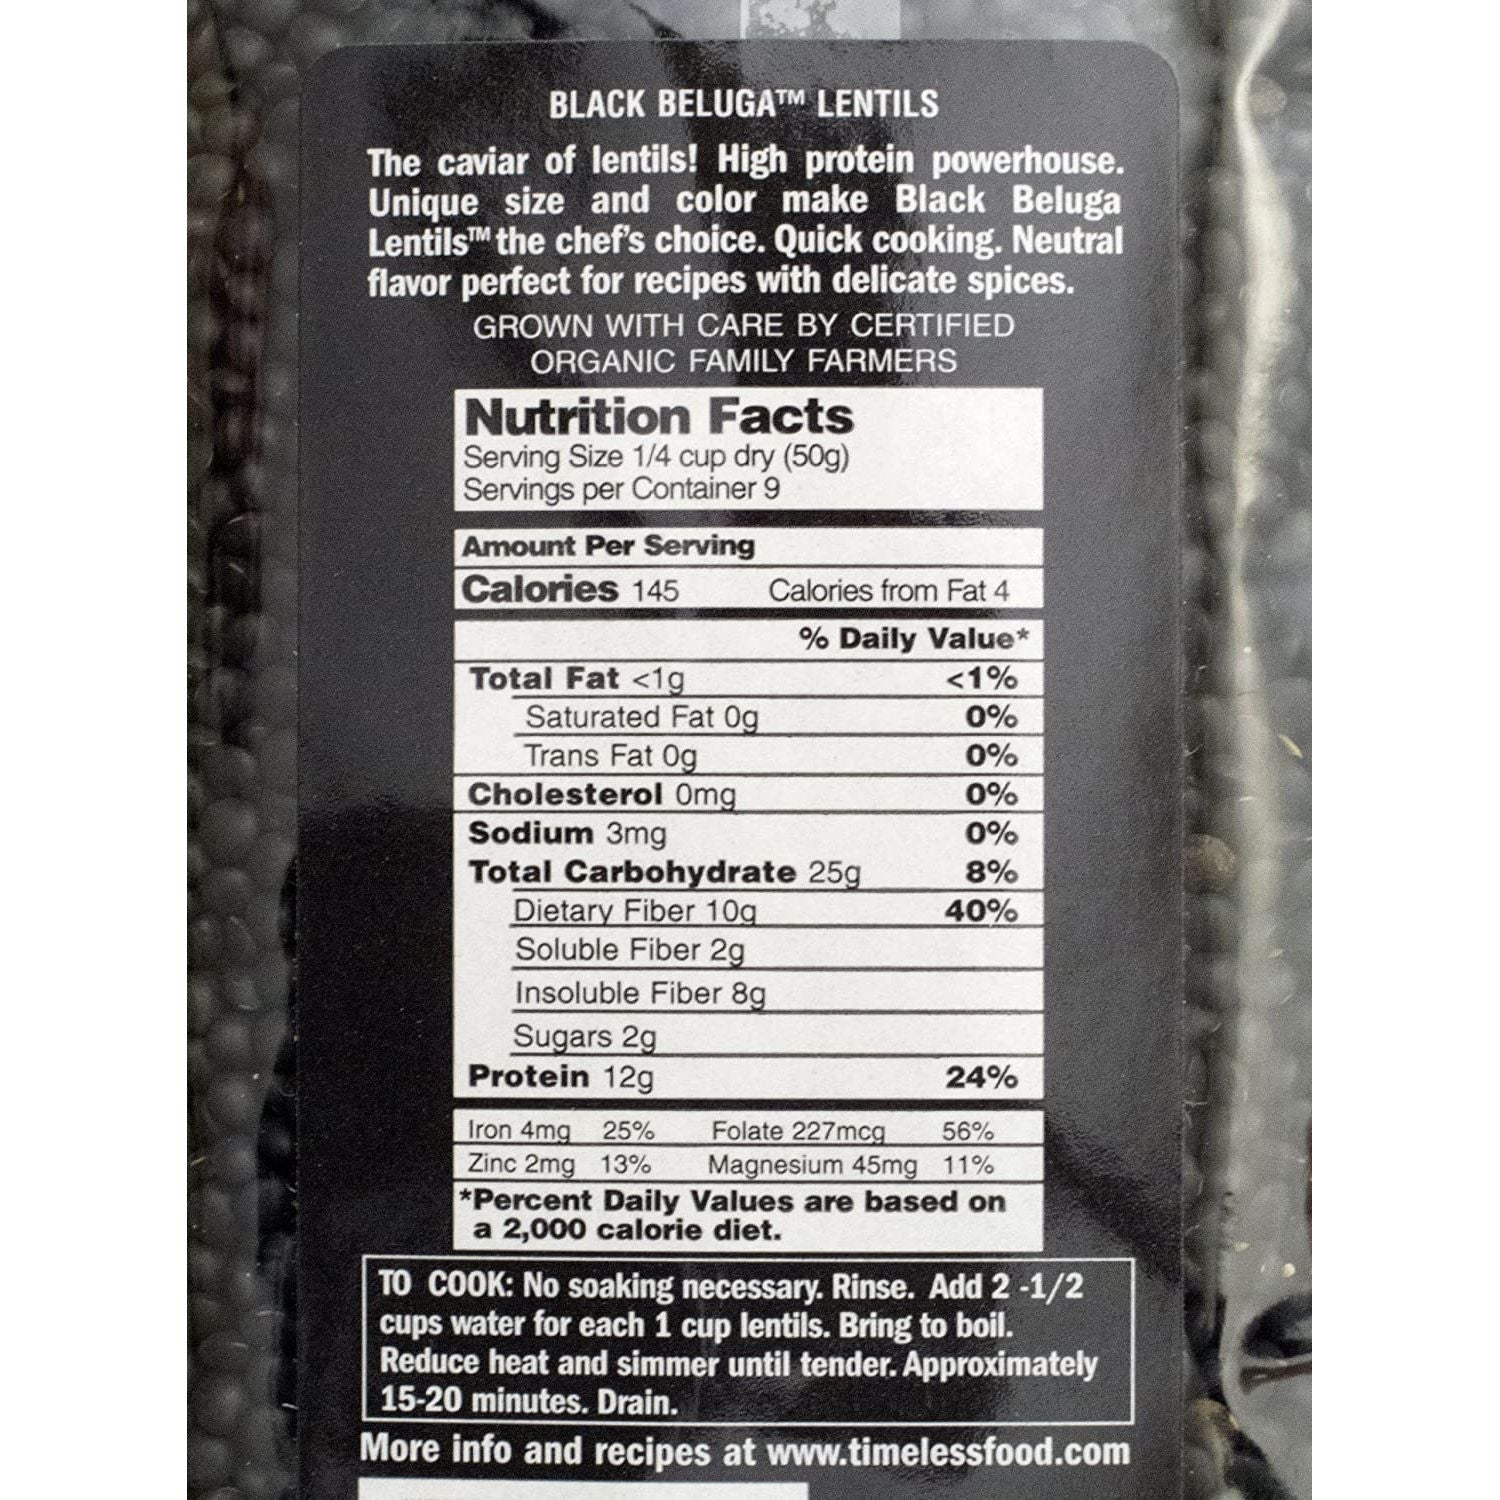 BLACK BELUGA™ LENTILS
The caviar of lentils! High protein powerhouse.
Unique size and color make Black Beluga
Lentils™ the chef's choice. Quick cooking. Neutral
flavor perfect for recipes with delicate spices.
GROWN WITH CARE BY CERTIFIED
ORGANIC FAMILY FARMERS
Nutrition Facts
Serving Size 1/4 cup dry (50g)
Servings per Container 9
Amount Per Serving
Calories 145 Calories from Fat 4
% Daily Value*
Total Fat <1g <1%
Saturated Fat 0g 0%
Trans Fat 0g 0%
Cholesterol 0mg 0%
Sodium 3mg 0%
Total Carbohydrate 25g 8%
Dietary Fiber 10g 40%
Soluble Fiber 2g
Insoluble Fiber 8g
Sugars 2g
Protein 12g 24%
Iron 4mg 25% Folate 227mcg 56%
Zinc 2mg 13% Magnesium 45mg 11%
*Percent Daily Values are based on
a 2,000 calorie diet.
TO COOK: No soaking necessary. Rinse. Add 2 -1/2
cups water for each 1 cup lentils. Bring to boil.
Reduce heat and simmer until tender. Approximately
15-20 minutes. Drain.
More info and recipes at www.timelessfood.com